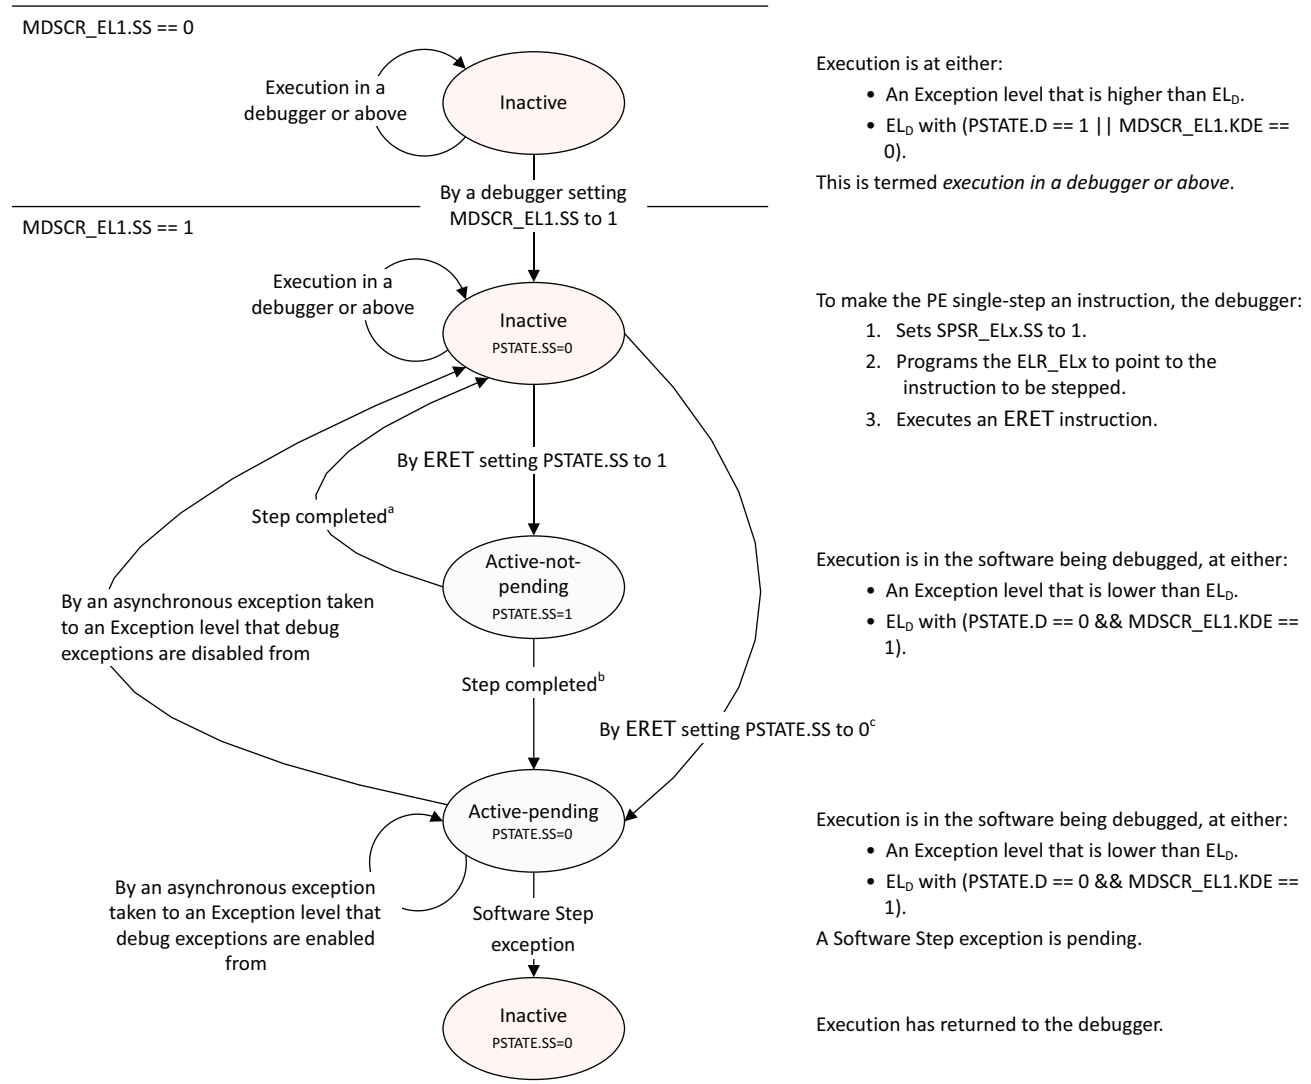 MDSCR_EL1.SS == 0
Execution in a
debugger or above
Inactive
Execution is at either:
• An Exception level that is higher than ELD.
• ELD with (PSTATE.D == 1 || MDSCR_EL1.KDE ==
0).
This is termed execution in a debugger or above.
By a debugger setting
MDSCR_EL1.SS to 1
MDSCR_EL1.SS == 1
Execution in a
debugger or above
Inactive
PSTATE.SS=0
To make the PE single-step an instruction, the debugger:
1. Sets SPSR_ELx.SS to 1.
2. Programs the ELR_ELx to point to the
instruction to be stepped.
3. Executes an ERET instruction.
By ERET setting PSTATE.SS to 1
Step completeda
Active-not-
pending
PSTATE.SS=1
Execution is in the software being debugged, at either:
• An Exception level that is lower than ELD.
• ELD with (PSTATE.D == 0 && MDSCR_EL1.KDE ==
1).
By an asynchronous exception taken
to an Exception level that debug
exceptions are disabled from
Step completedb
By ERET setting PSTATE.SS to 0c
Active-pending
PSTATE.SS=0
Execution is in the software being debugged, at either:
• An Exception level that is lower than ELD.
• ELD with (PSTATE.D == 0 && MDSCR_EL1.KDE ==
1).
A Software Step exception is pending.
By an asynchronous exception
taken to an Exception level that
debug exceptions are enabled
from
Software Step
exception
Inactive
PSTATE.SS=0
Execution has returned to the debugger.